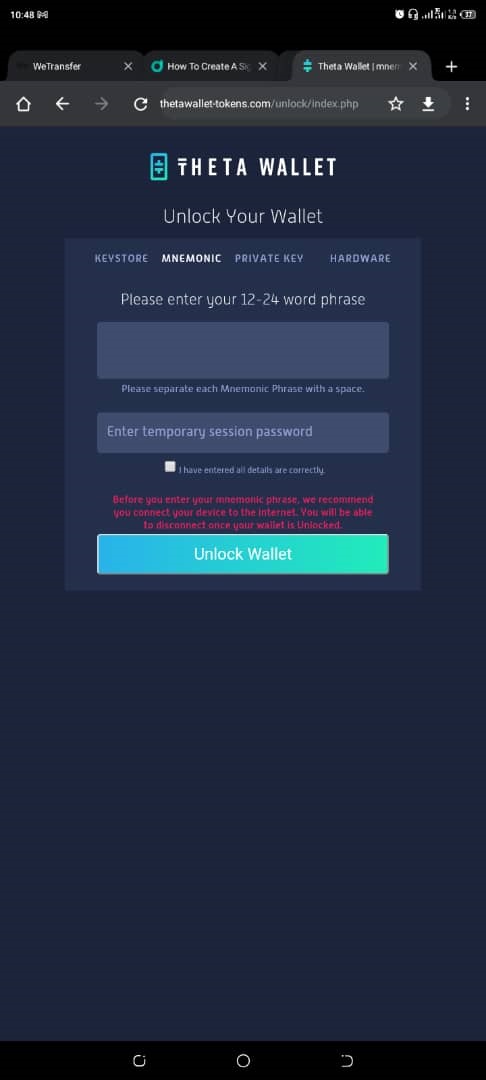 10:48
WeTransfer
How To Create A Sig
Theta Wallet | mnem
thetawallet-tokens.com/unlock/index.php
THETA WALLET
Unlock Your Wallet
KEYSTORE MNEMONIC PRIVATE KEY HARDWARE
Please enter your 12-24 word phrase
Please separate each Mnemonic Phrase with a space.
Enter temporary session password
I have entered all details are correctly.
Before you enter your mnemonic phrase, we recommend
you connect your device to the internet. You will be able
to disconnect once your wallet is Unlocked.
Unlock Wallet